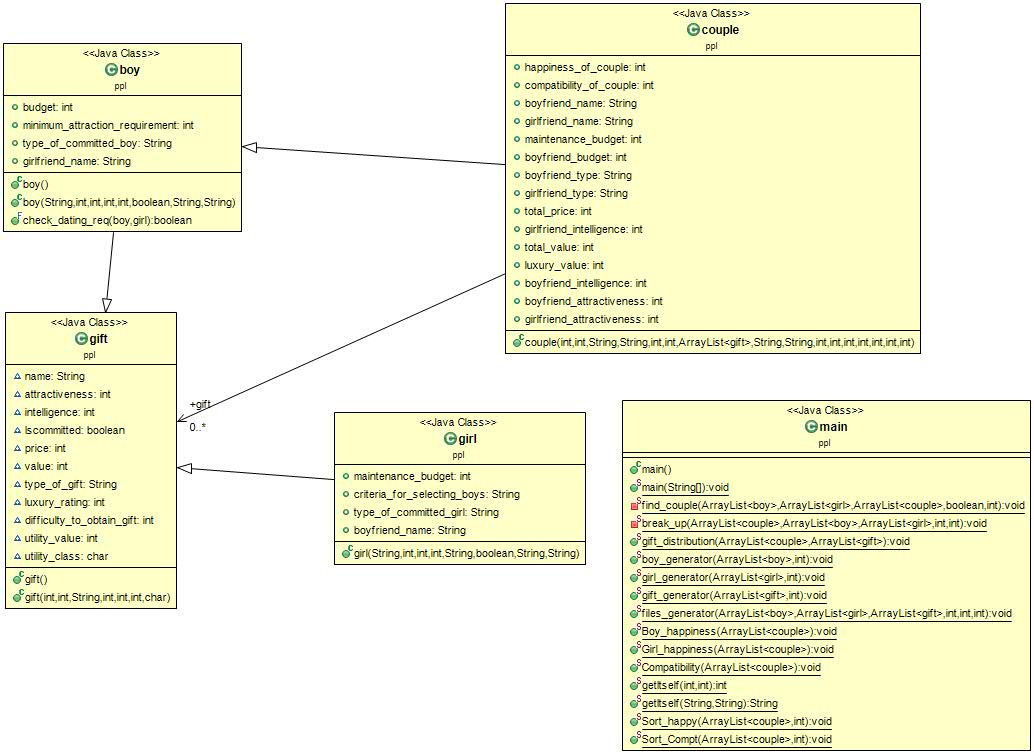 <<Java Class>>
boy
ppl
budget: int
minimum_attraction_requirement: int
type_of_committed_boy: String
girlfriend_name: String
boy()
boy(String,int,int,int,int,boolean,String,String)
check_dating_req(boy,girl):boolean
<<Java Class>>
couple
ppl
happiness_of_couple: int
compatibility_of_couple: int
boyfriend_name: String
girlfriend_name: String
maintenance_budget: int
boyfriend_budget: int
boyfriend_type: String
girlfriend_type: String
total_price: int
girlfriend_intelligence: int
total_value: int
luxury_value: int
boyfriend_intelligence: int
boyfriend_attractiveness: int
girlfriend_attractiveness: int
couple(int,int,String,String,int,int,ArrayList<gift>,String,String,int,int,int,int,int,int,int)
<<Java Class>>
gift
ppl
name: String
attractiveness: int
intelligence: int
Iscommitted: boolean
price: int
value: int
type_of_gift: String
luxury_rating: int
difficulty_to_obtain_gift: int
utility_value: int
utility_class: char
gift()
gift(int,int,String,int,int,int,char)
+gift
0..*
<<Java Class>>
girl
ppl
maintenance_budget: int
criteria_for_selecting_boys: String
type_of_committed_girl: String
boyfriend_name: String
girl(String,int,int,int,String,boolean,String,String)
<<Java Class>>
main
ppl
main()
main(String[]):void
find_couple(ArrayList<boy>,ArrayList<girl>,ArrayList<couple>,boolean,int):void
break_up(ArrayList<couple>,ArrayList<boy>,ArrayList<girl>,int,int):void
gift_distribution(ArrayList<couple>,ArrayList<gift>):void
boy_generator(ArrayList<boy>,int):void
girl_generator(ArrayList<girl>,int):void
gift_generator(ArrayList<gift>,int):void
files_generator(ArrayList<boy>,ArrayList<girl>,ArrayList<gift>,int,int,int):void
Boy_happiness(ArrayList<couple>):void
Girl_happiness(ArrayList<couple>):void
Compatibility(ArrayList<couple>):void
getItself(int,int):int
getItself(String,String):String
Sort_happy(ArrayList<couple>,int):void
Sort_Compt(ArrayList<couple>,int):void